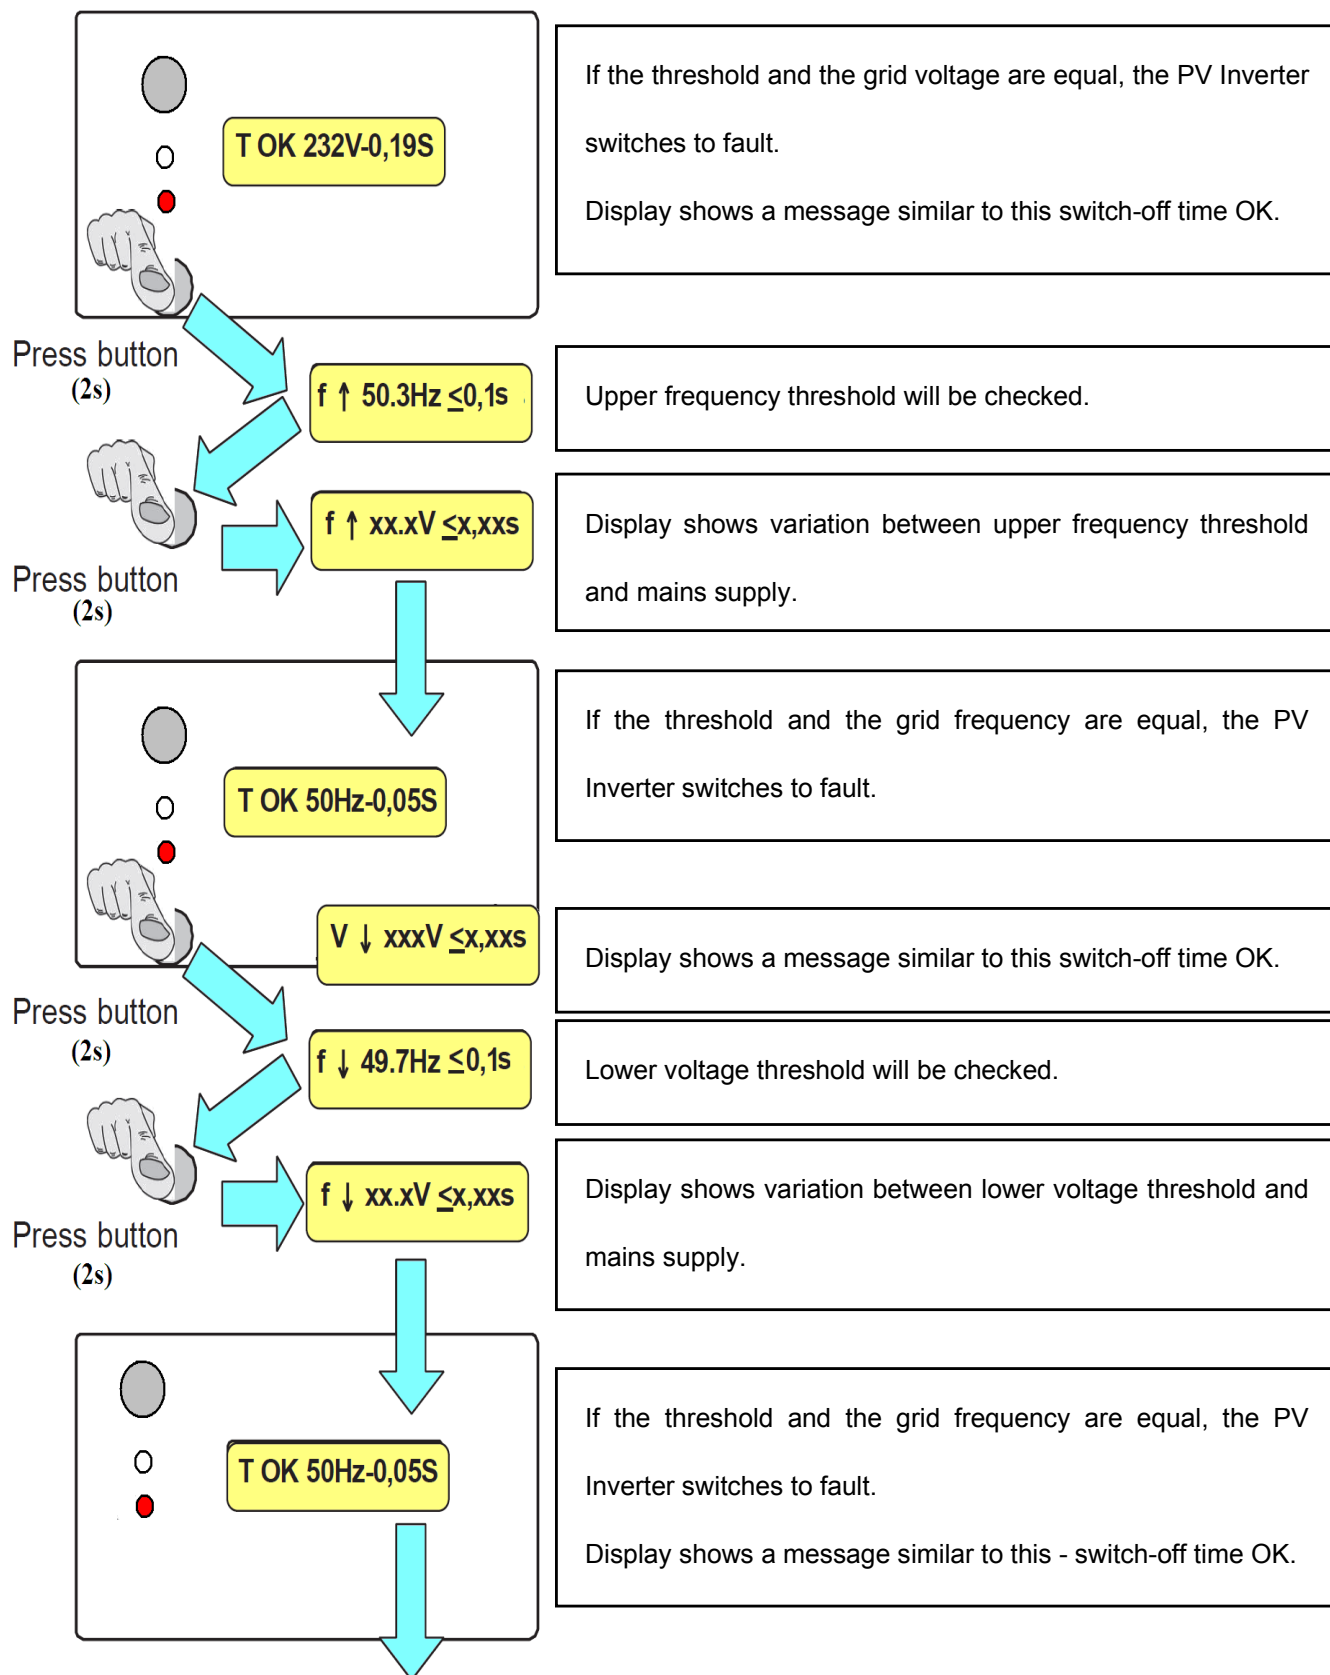 If the threshold and the grid voltage are equal, the PV Inverter
switches to fault.
Display shows a message similar to this switch-off time OK.
T OK 232V-0,19S
Press button
(2s)
f ↑ 50.3Hz ≤0,1s
Upper frequency threshold will be checked.
f ↑ xx.xV ≤x,xxs
Display shows variation between upper frequency threshold
and mains supply.
Press button
(2s)
If the threshold and the grid frequency are equal, the PV
Inverter switches to fault.
T OK 50Hz-0,05S
V ↓ xxxV ≤x,xxs
Display shows a message similar to this switch-off time OK.
Press button
(2s)
f ↓ 49.7Hz ≤0,1s
Lower voltage threshold will be checked.
f ↓ xx.xV ≤x,xxs
Display shows variation between lower voltage threshold and
mains supply.
Press button
(2s)
If the threshold and the grid frequency are equal, the PV
Inverter switches to fault.
Display shows a message similar to this - switch-off time OK.
T OK 50Hz-0,05S